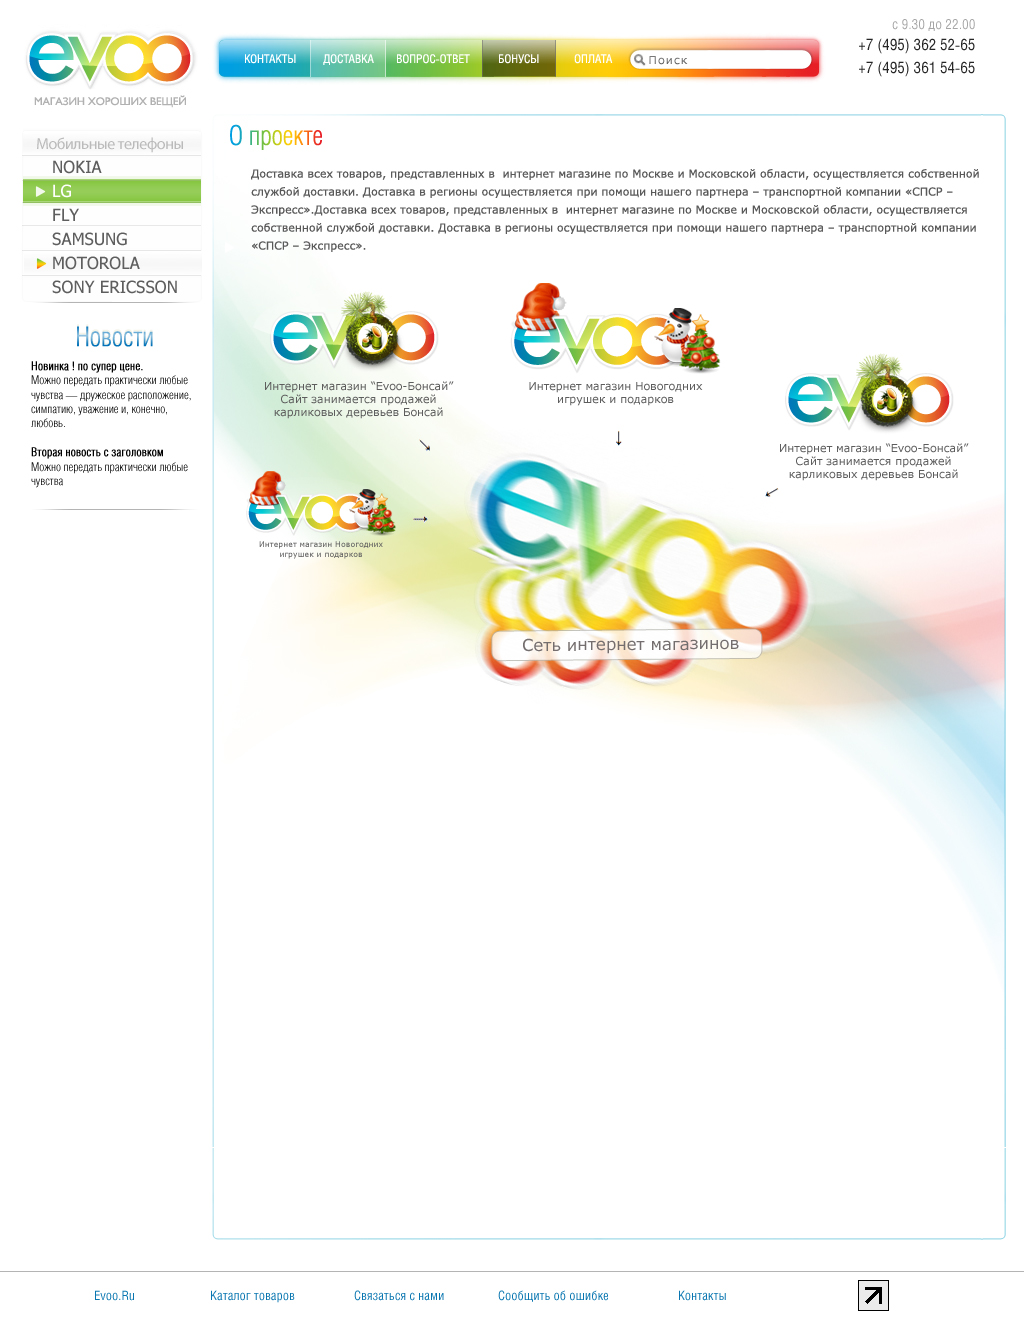 с 9.30 до 22.00
+7 (495) 362 52-65
+7 (495) 361 54-65
evoo
МАГАЗИН ХОРОШИХ ВЕЩЕЙ
КОНТАКТЫ
ДОСТАВКА
ВОПРОС-ОТВЕТ
БОНУСЫ
ОПЛАТА
Поиск
Мобильные телефоны
NOKIA
LG
FLY
SAMSUNG
MOTOROLA
SONY ERICSSON
Новости
Новинка ! по супер цене.
Можно передать практически любые
чувства — дружеское расположение,
симпатию, уважение и, конечно,
любовь.
Вторая новость с заголовком
Можно передать практически любые
чувства
О проекте
Доставка всех товаров, представленных в  интернет магазине по Москве и Московской области, осуществляется собственной
службой доставки. Доставка в регионы осуществляется при помощи нашего партнера – транспортной компании «СПСР –
Экспресс».Доставка всех товаров, представленных в  интернет магазине по Москве и Московской области, осуществляется
собственной службой доставки. Доставка в регионы осуществляется при помощи нашего партнера – транспортной компании
«СПСР – Экспресс».
evoo
Интернет магазин “Evoo-Бонсай”
Сайт занимается продажей
карликовых деревьев Бонсай
evoo
Интернет магазин Новогодних
игрушек и подарков
evoo
Интернет магазин “Evoo-Бонсай”
Сайт занимается продажей
карликовых деревьев Бонсай
evoo
Интернет магазин Новогодних
игрушек и подарков
evoo
Сеть интернет магазинов
Evoo.Ru
Каталог товаров
Связаться с нами
Сообщить об ошибке
Контакты